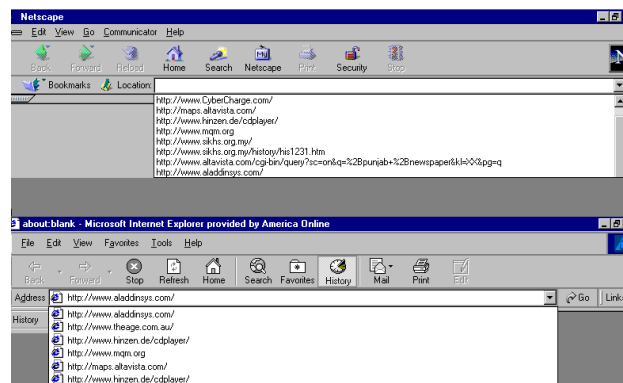 Netscape
Edit View Go Communicator Help
Back Forward Reload Home Search Netscape Print Security Stop
Bookmarks Location:
http://www.CyberCharge.com/
http://maps.altavista.com/
http://www.hinzen.de/cdplayer/
http://www.mqm.org
http://www.sikhs.org.my/
http://www.sikhs.org.my/history/his1231.htm
http://www.altavista.com/cgi-bin/query?sc=on&q=%2Bpunjab+%2Bnewspaper&kl=XX&pg=q
http://www.aladdinsys.com/
about:blank - Microsoft Internet Explorer provided by America Online
File Edit View Favorites Tools Help
Back Forward Stop Refresh Home Search Favorites History Mail Print Edit
Address http://www.aladdinsys.com/ Go Links
History http://www.aladdinsys.com/
http://www.theage.com.au/
http://www.hinzen.de/cdplayer/
http://www.mqm.org
http://maps.altavista.com/
http://www.hinzen.de/cdplayer/